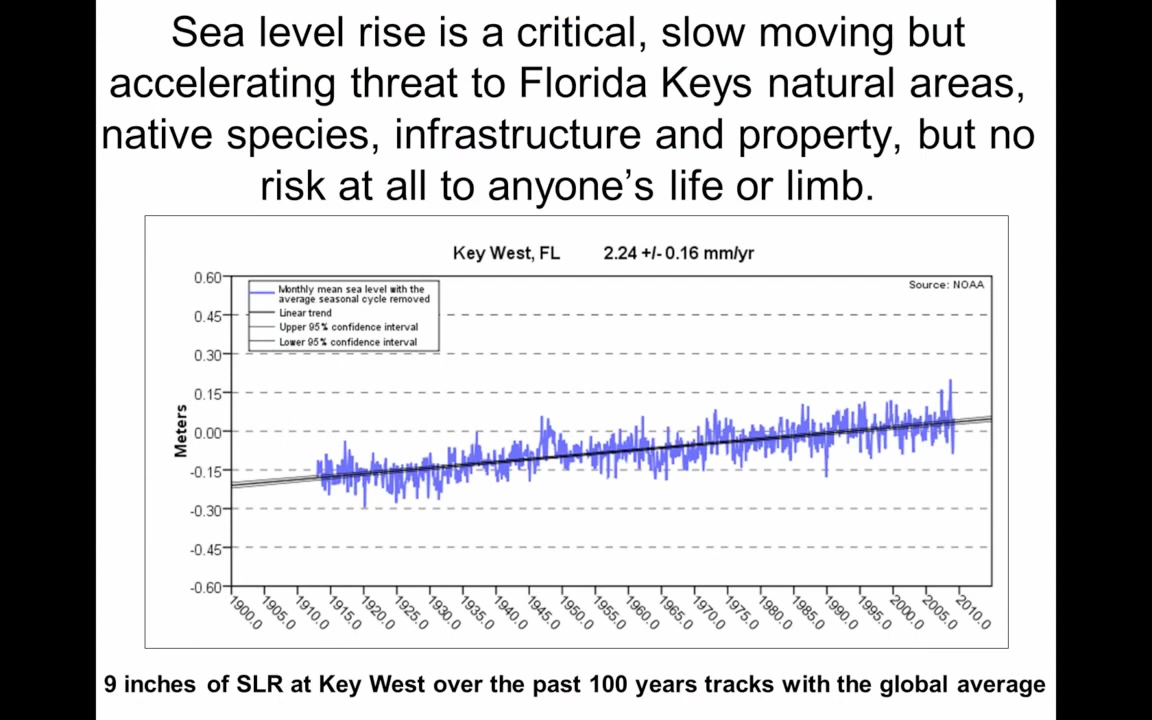 Sea level rise is a critical, slow moving but
accelerating threat to Florida Keys natural areas,
native species, infrastructure and property, but no
risk at all to anyone’s life or limb.
Key West, FL 2.24 +/- 0.16 mm/yr
Source: NOAA
Monthly mean sea level with the
average seasonal cycle removed
Linear trend
Upper 95% confidence interval
Lower 95% confidence interval
Meters
0.60
0.45
0.30
0.15
0.00
-0.15
-0.30
-0.45
-0.60
1900.0 1905.0 1910.0 1915.0 1920.0 1925.0 1930.0 1935.0 1940.0 1945.0 1950.0 1955.0 1960.0 1965.0 1970.0 1975.0 1980.0 1985.0 1990.0 1995.0 2000.0 2005.0 2010.0
9 inches of SLR at Key West over the past 100 years tracks with the global average